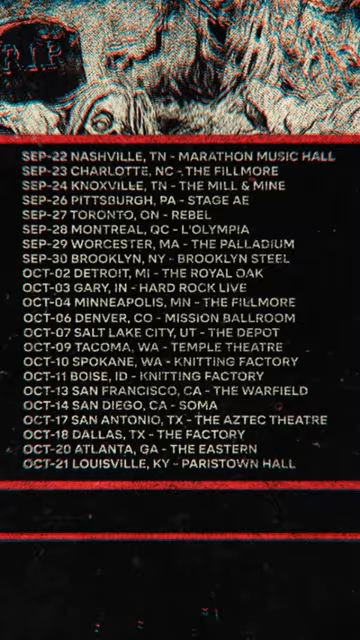 RIP
SEP-22 NASHVILLE, TN - MARATHON MUSIC HALL
SEP-23 CHARLOTTE, NC - THE FILLMORE
SEP-24 KNOXVILLE, TN - THE MILL & MINE
SEP-26 PITTSBURGH, PA - STAGE AE
SEP-27 TORONTO, ON - REBEL
SEP-28 MONTREAL, QC - L'OLYMPIA
SEP-29 WORCESTER, MA - THE PALLADIUM
SEP-30 BROOKLYN, NY - BROOKLYN STEEL
OCT-02 DETROIT, MI - THE ROYAL OAK
OCT-03 GARY, IN - HARD ROCK LIVE
OCT-04 MINNEAPOLIS, MN - THE FILLMORE
OCT-06 DENVER, CO - MISSION BALLROOM
OCT-07 SALT LAKE CITY, UT - THE DEPOT
OCT-09 TACOMA, WA - TEMPLE THEATRE
OCT-10 SPOKANE, WA - KNITTING FACTORY
OCT-11 BOISE, ID - KNITTING FACTORY
OCT-13 SAN FRANCISCO, CA - THE WARFIELD
OCT-14 SAN DIEGO, CA - SOMA
OCT-17 SAN ANTONIO, TX - THE AZTEC THEATRE
OCT-18 DALLAS, TX - THE FACTORY
OCT-20 ATLANTA, GA - THE EASTERN
OCT-21 LOUISVILLE, KY - PARISTOWN HALL